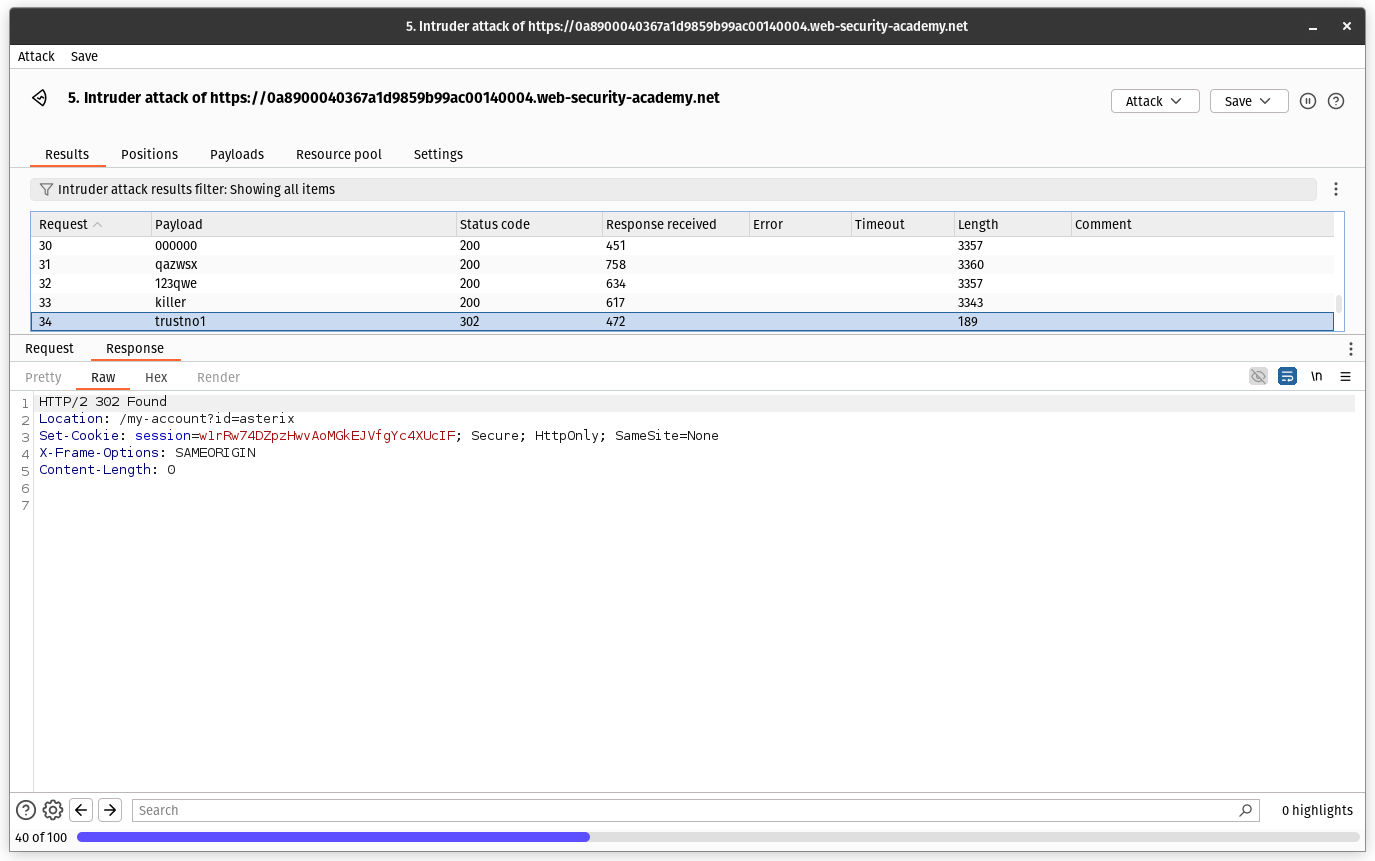 5. Intruder attack of https://0a8900040367a1d9859b99ac00140004.web-security-academy.net
Attack Save
5. Intruder attack of https://0a8900040367a1d9859b99ac00140004.web-security-academy.net
Attack Save
Results Positions Payloads Resource pool Settings
Intruder attack results filter: Showing all items
Request Payload Status code Response received Error Timeout Length Comment
30 000000 200 451 3357
31 qazwsx 200 758 3360
32 123qwe 200 634 3357
33 killer 200 617 3343
34 trustno1 302 472 189
Request Response
Pretty Raw Hex Render \n
1 HTTP/2 302 Found
2 Location: /my-account?id=asterix
3 Set-Cookie: session=w1rRw74DZpzHwvAoMGkEJVfgYc4XUcIF; Secure; HttpOnly; SameSite=None
4 X-Frame-Options: SAMEORIGIN
5 Content-Length: 0
6
7
Search 0 highlights
40 of 100